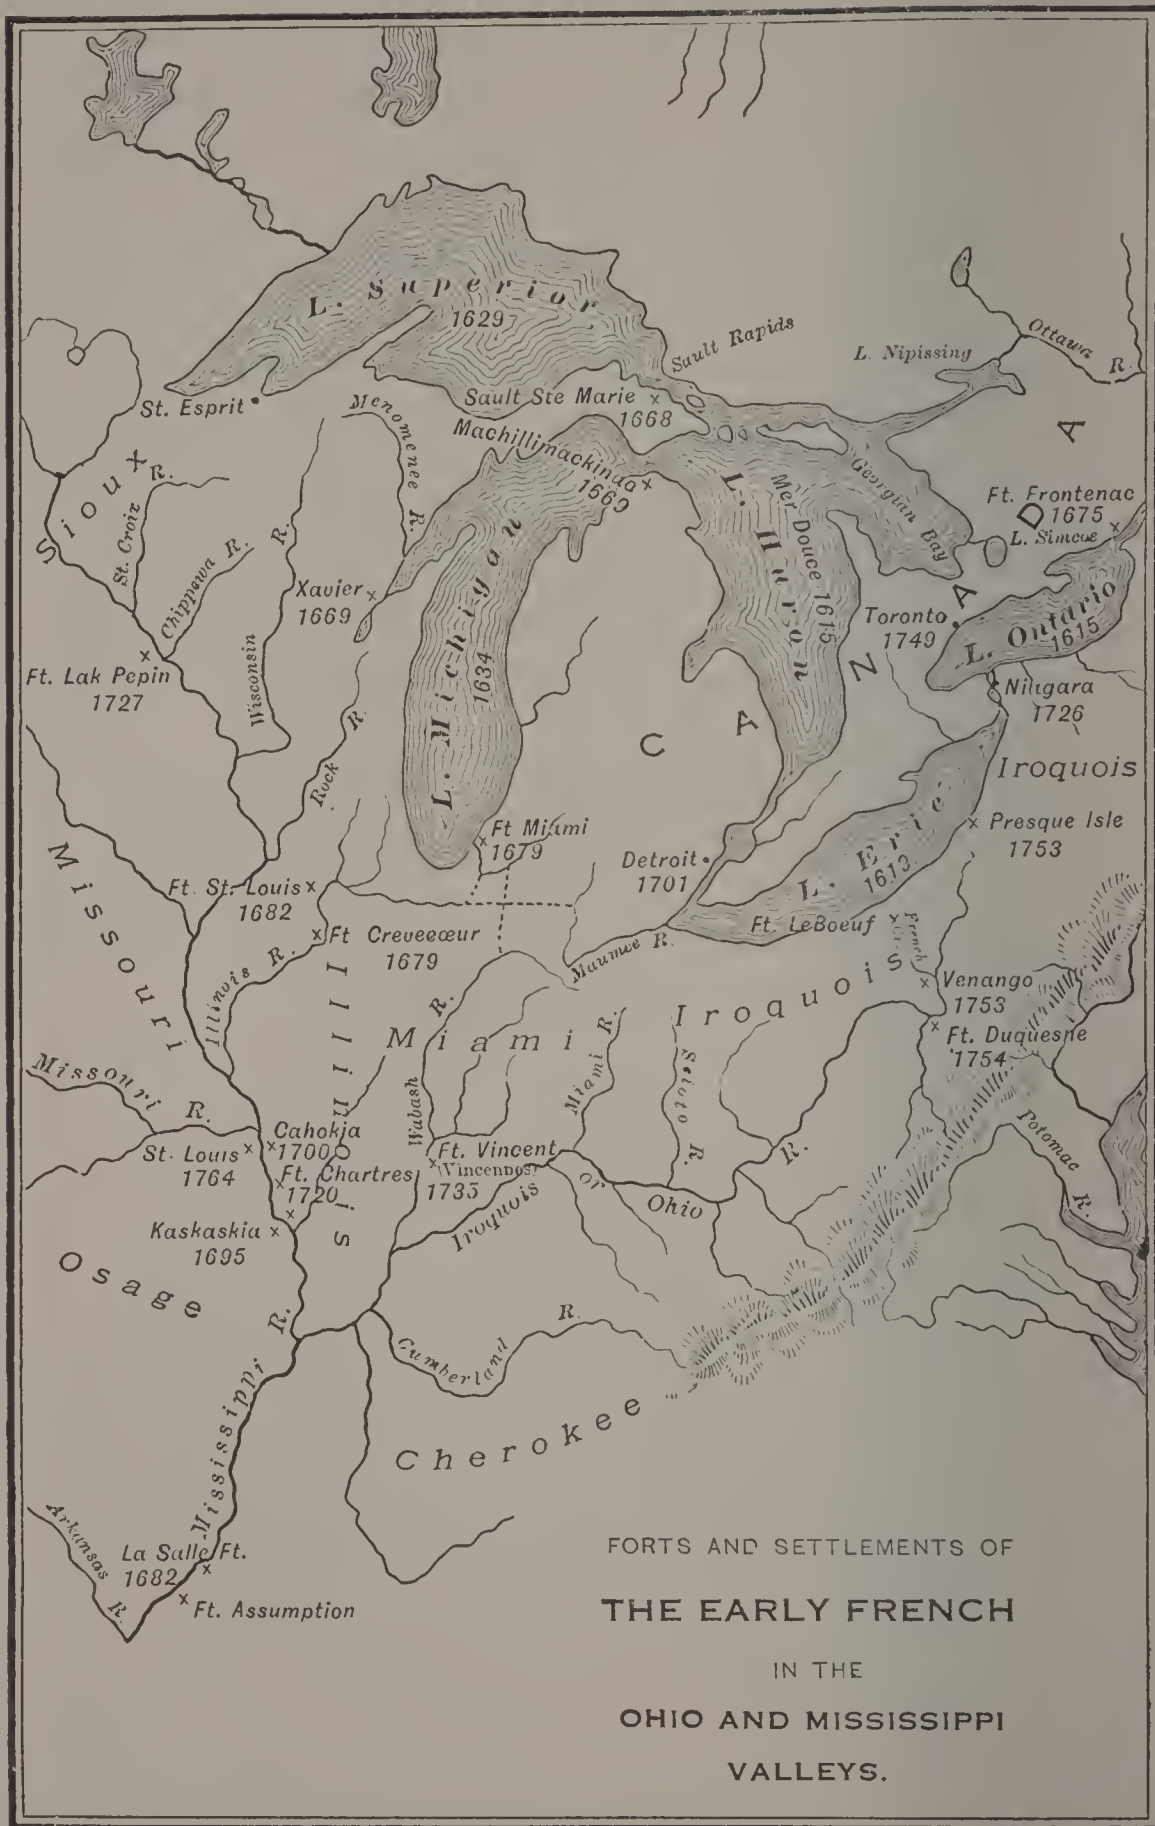 L. Superior
1629
Sault Rapids
L. Nipissing
Ottawa
R.
St. Esprit
Menomenee
R.
Sault Ste Marie
1668
Machillimackinac
1669
Sioux
St. Croix
R.
Chippewa R.
Wisconsin
R.
Xavier
1669
L. Michigan
1634
L. Huron
Mer Douce 1615
Georgian
Bay
Ft. Frontenac
1675
L. Simcoe
CANADA
Toronto
1749
L. Ontario
1615
Niagara
1726
Iroquois
Ft. Lak Pepin
1727
Rock
R.
Ft Miami
1679
Detroit
1701
L. Erie
1613
Presque Isle
1753
Missouri
Ft. St. Louis
1682
Ft Creveeœur
1679
Illinois R.
Illinois
Maumee R.
Ft. LeBoeuf
French
Cr.
Venango
1753
Ft. Duquesne
1754
Iroquois
Miami
Wabash
R.
Miami R.
Scioto
R.
Missouri
R.
Cahokia
1700
St. Louis
1764
Ft. Chartres
1720
Kaskaskia
1695
Ft. Vincent
(Vincennes)
1735
Iroquois
or
Ohio
R.
Potomac
R.
Osage
Mississippi
R.
Cumberland
R.
Cherokee
Arkansas
R.
La Salle Ft.
1682
Ft. Assumption
FORTS AND SETTLEMENTS OF
THE EARLY FRENCH
IN THE
OHIO AND MISSISSIPPI
VALLEYS.